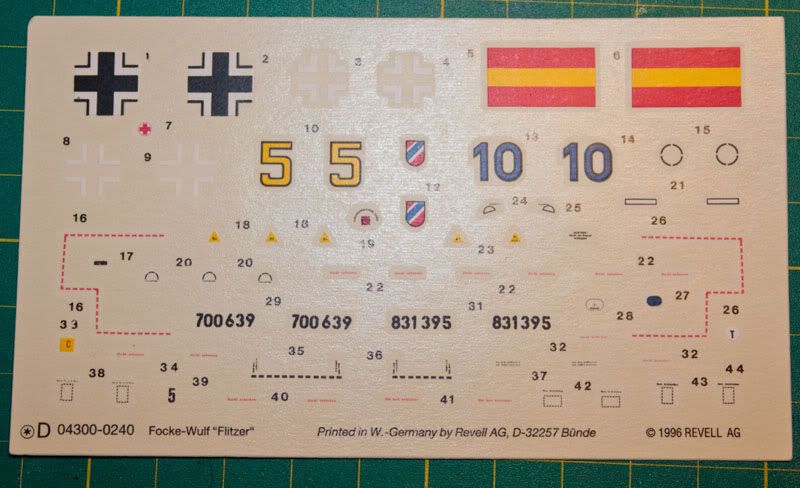 1 2 3 4 5 6
7
8 9 10 5 5 13 10 10 14 15
12 21
16 18 18 19 24 25 26
17 20 20 23 22
22 22
16 29 31 28 27 26
33 700639 700639 831395 831395 T
C 34 35 36 32 32
38 39 37 42 43 44
5 40 41
D 04300-0240 Focke-Wulf "Flitzer" Printed in W.-Germany by Revell AG, D-32257 Bünde © 1996 REVELL AG